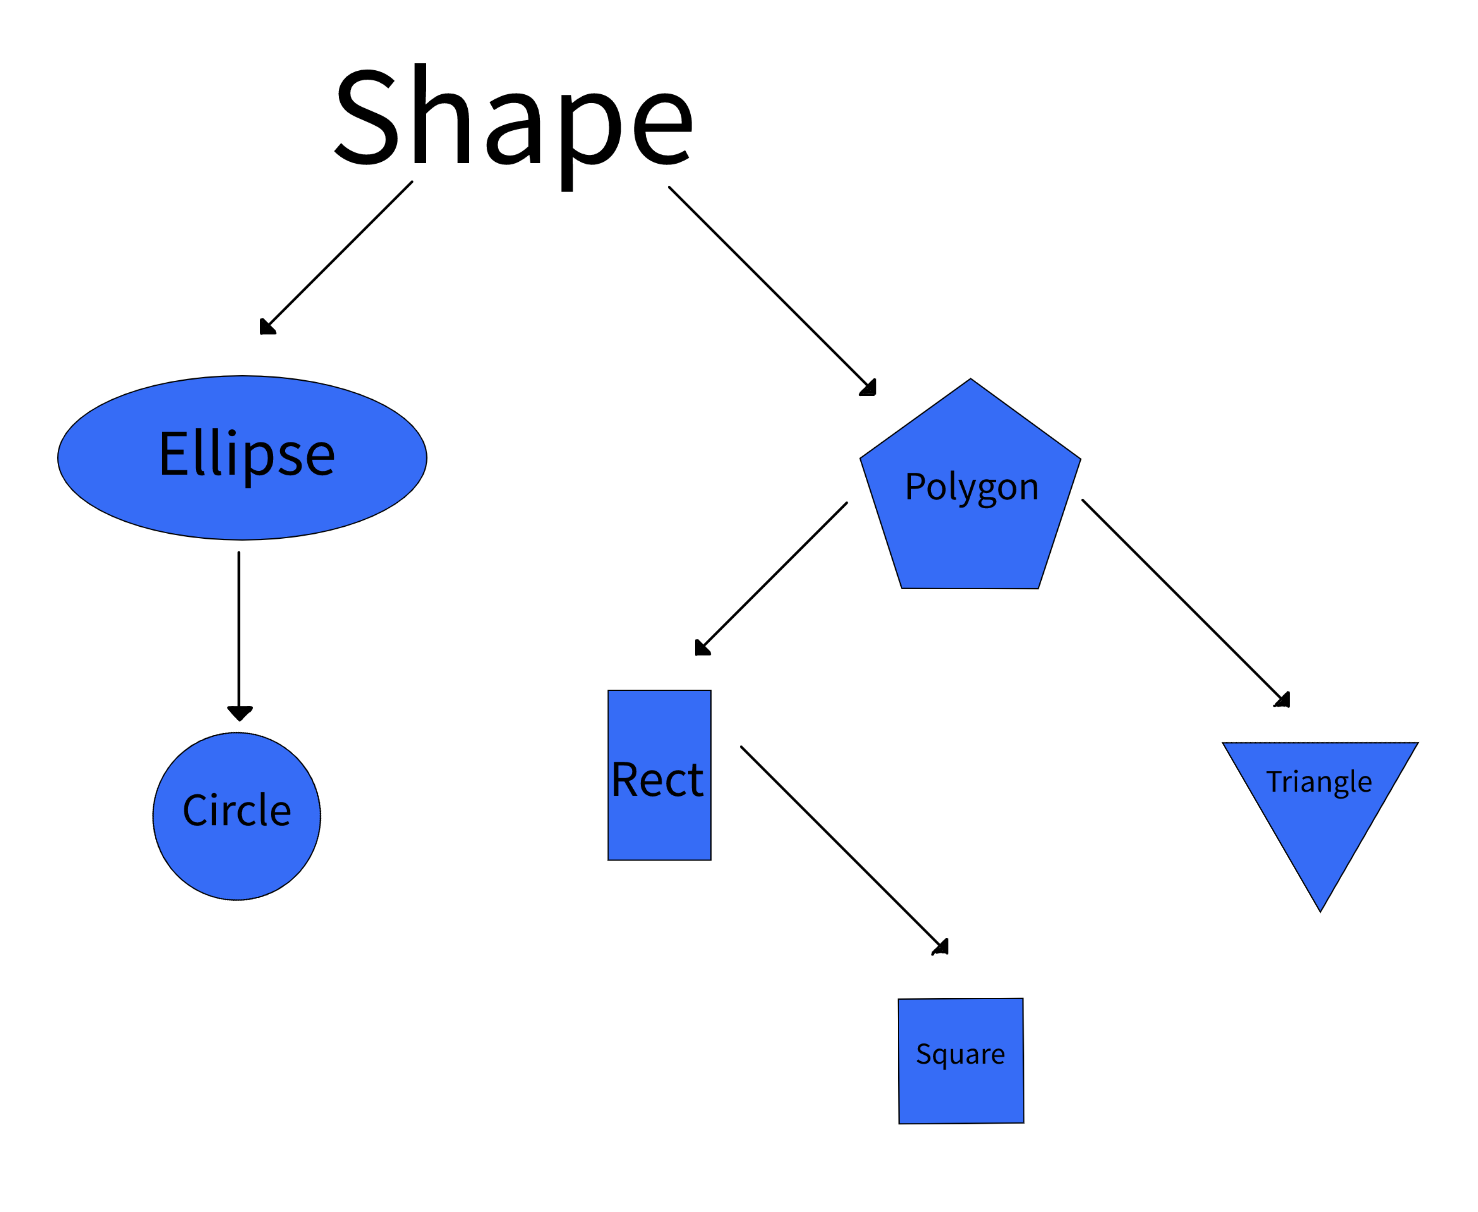 Shape
Ellipse
Polygon
Circle
Rect
Triangle
Square